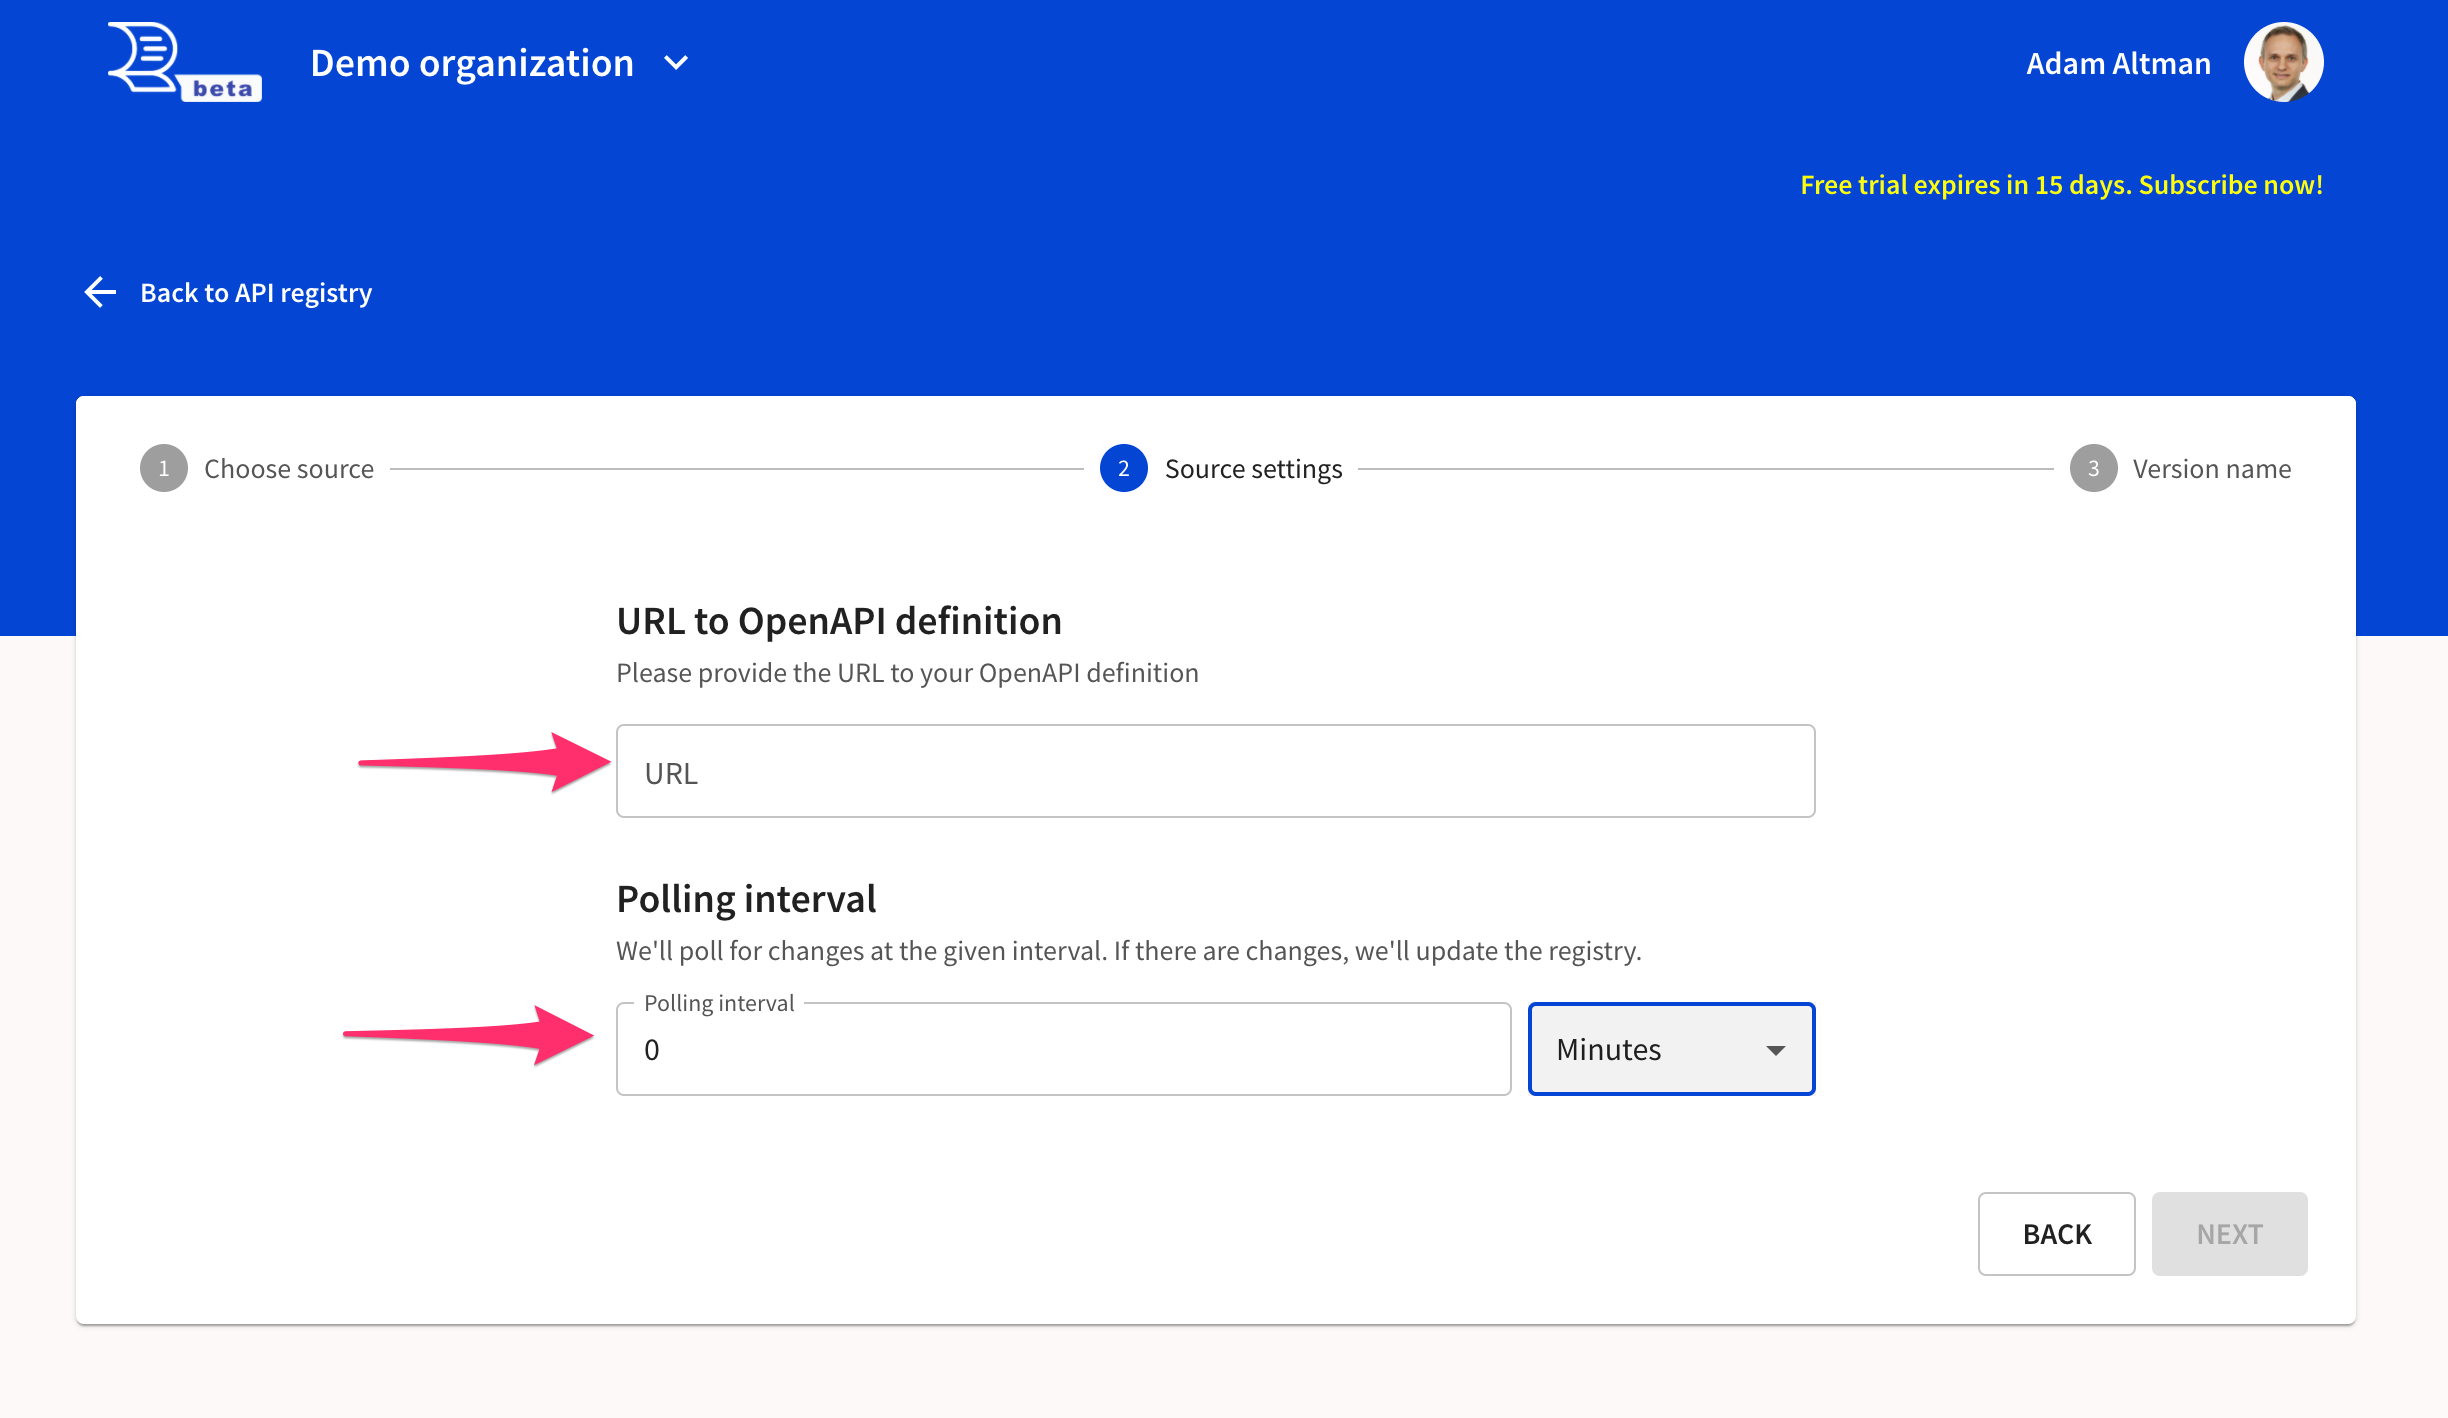 beta
Demo organization
Adam Altman
Free trial expires in 15 days. Subscribe now!
Back to API registry
1 Choose source
2 Source settings
3 Version name
URL to OpenAPI definition
Please provide the URL to your OpenAPI definition
URL
Polling interval
We'll poll for changes at the given interval. If there are changes, we'll update the registry.
Polling interval
0
Minutes
BACK
NEXT